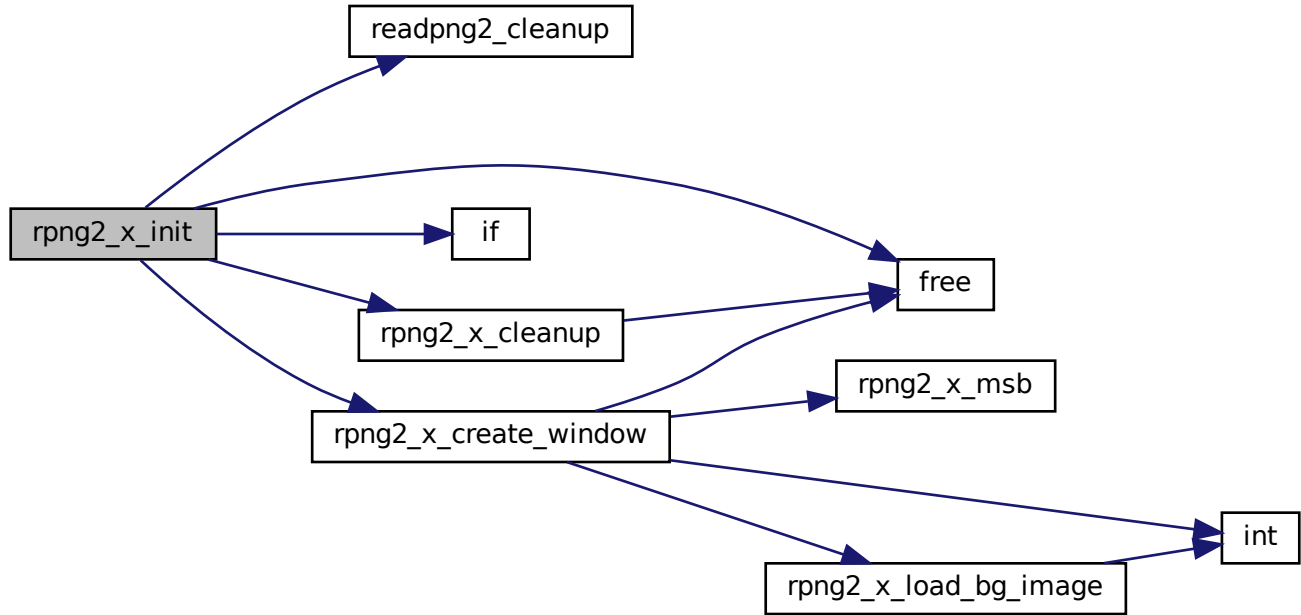 readpng2_cleanup
rpng2_x_init
if
free
rpng2_x_cleanup
rpng2_x_msb
rpng2_x_create_window
int
rpng2_x_load_bg_image